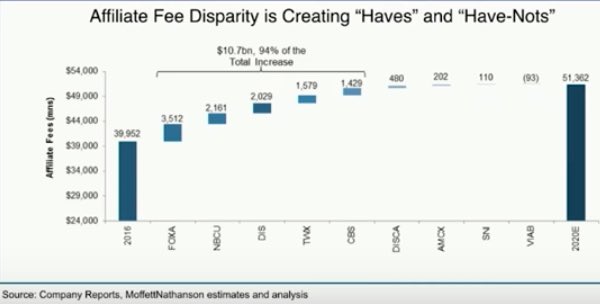 Affiliate Fee Disparity is Creating “Haves” and “Have-Nots”
$10.7bn, 94% of the
Total Increase
Affiliate Fees (mns)
$54,000
$49,000
$44,000
$39,000
$34,000
$29,000
$24,000
39,952
3,512
2,161
2,029
1,579
1,429
480
202
110
(93)
51,362
2016
FOXA
NBCU
DIS
TWX
CBS
DISCA
AMCX
SNI
VIAB
2020E
Source: Company Reports, MoffettNathanson estimates and analysis